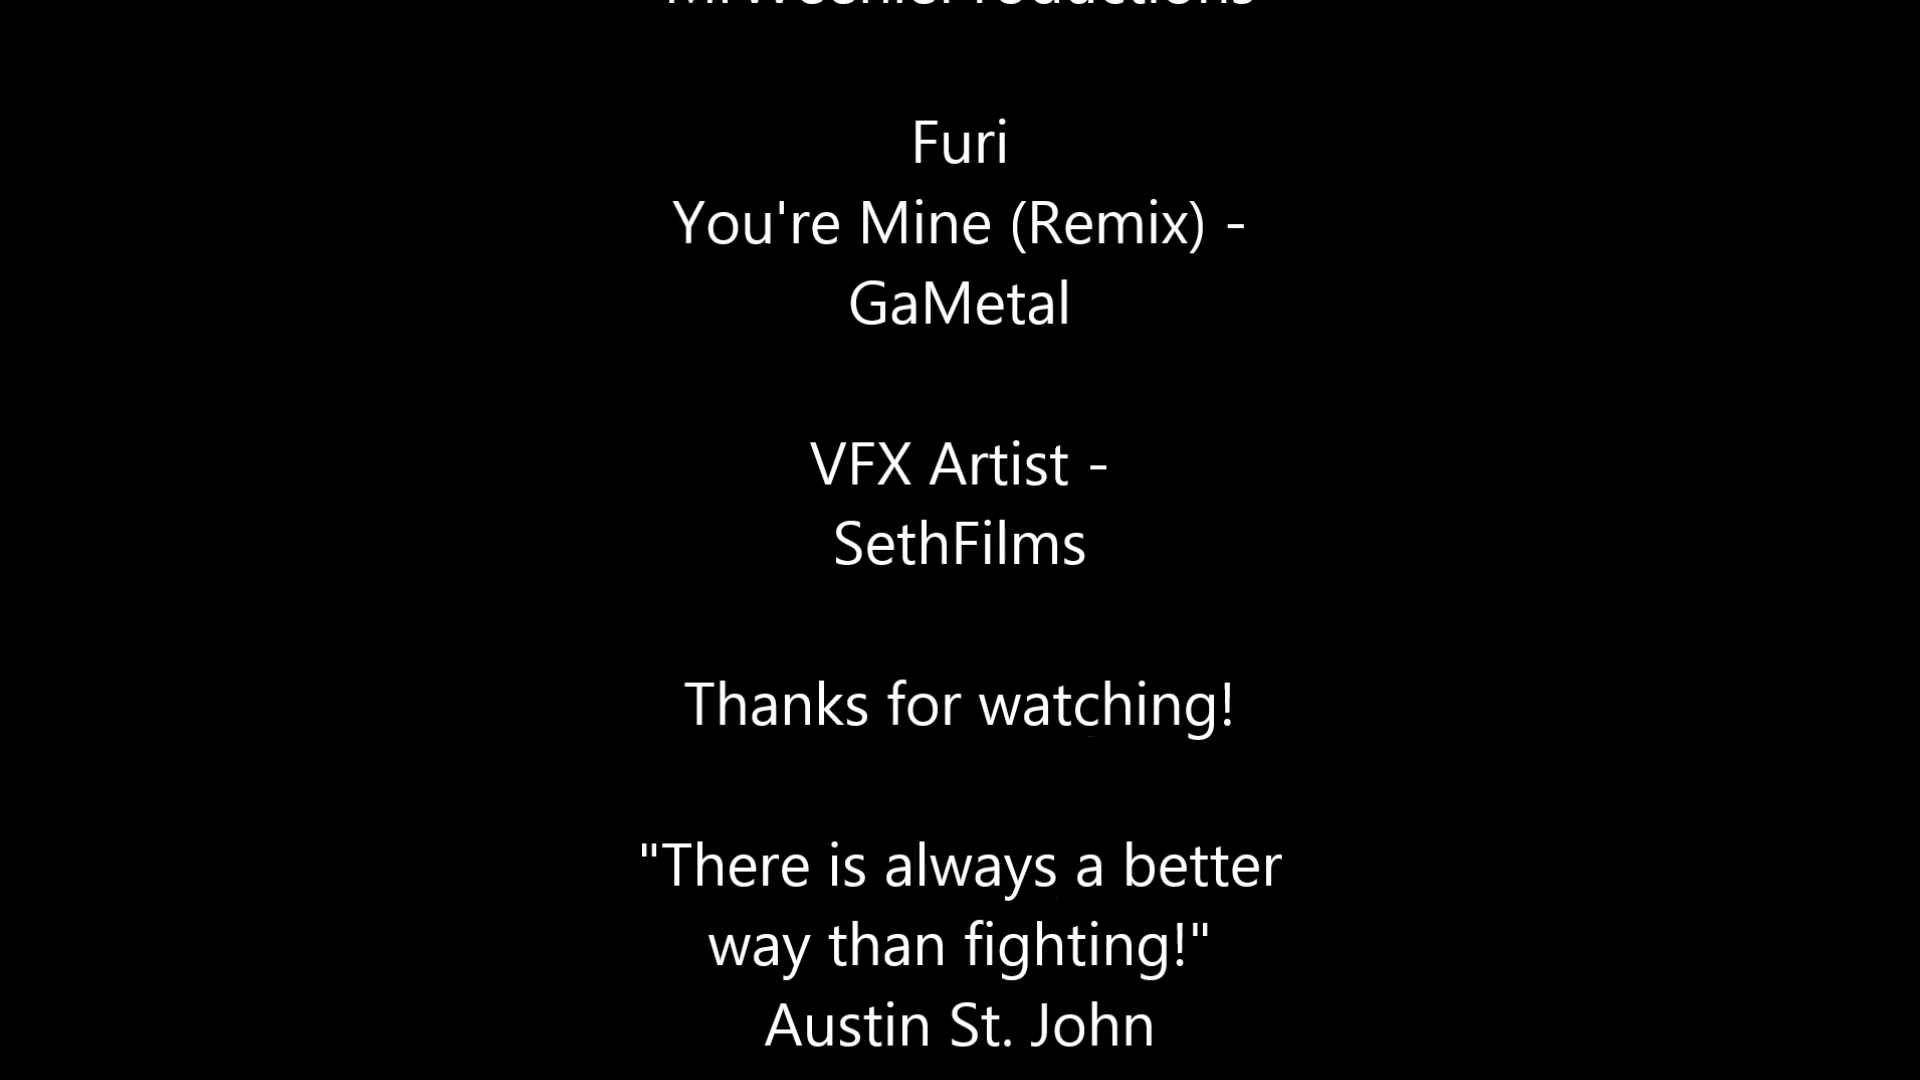 Furi
You're Mine (Remix) -
GaMetal
VFX Artist -
SethFilms
Thanks for watching!
"There is always a better
way than fighting!"
Austin St. John